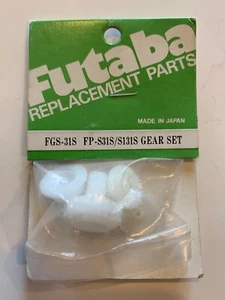 Futaba
REPLACEMENT PARTS
MADE IN JAPAN
FGS-31S FP-S31S/S131S GEAR SET